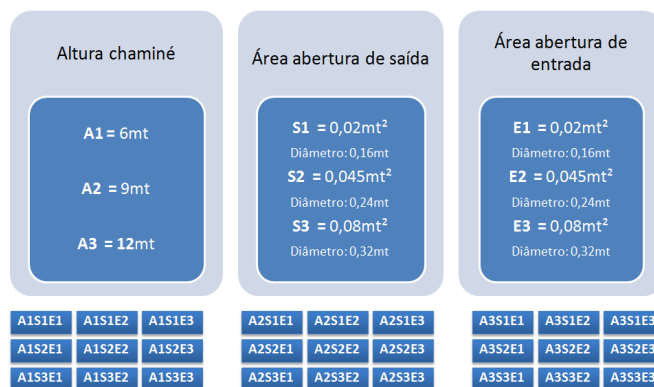 Altura chaminé
A1 = 6mt
A2 = 9mt
A3 = 12mt
Área abertura de saída
S1 = 0,02mt²
Diâmetro: 0,16mt
S2 = 0,045mt²
Diâmetro: 0,24mt
S3 = 0,08mt²
Diâmetro: 0,32mt
Área abertura de
entrada
E1 = 0,02mt²
Diâmetro: 0,16mt
E2 = 0,045mt²
Diâmetro: 0,24mt
E3 = 0,08mt²
Diâmetro: 0,32mt
A1S1E1 A1S1E2 A1S1E3
A1S2E1 A1S2E2 A1S2E3
A1S3E1 A1S3E2 A1S3E3
A2S1E1 A2S1E2 A2S1E3
A2S2E1 A2S2E2 A2S2E3
A2S3E1 A2S3E2 A2S3E3
A3S1E1 A3S1E2 A3S1E3
A3S2E1 A3S2E2 A3S2E3
A3S3E1 A3S3E2 A3S3E3